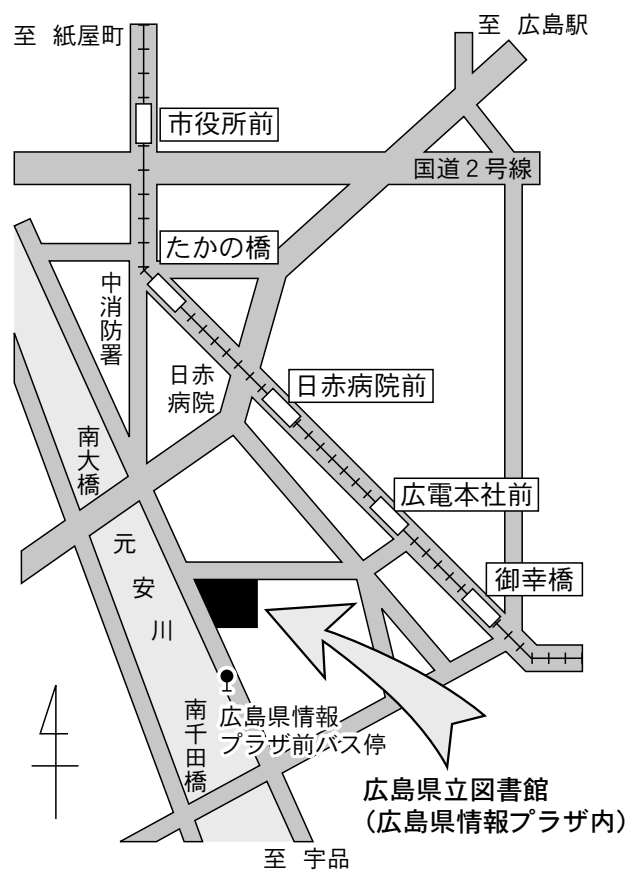 至 紙屋町
至 広島駅
市役所前
国道２号線
たかの橋
中消防署
日赤
病院
日赤病院前
南大橋
広電本社前
元安川
御幸橋
広島県情報
プラザ前バス停
南千田橋
広島県立図書館
（広島県情報プラザ内）
至 宇品